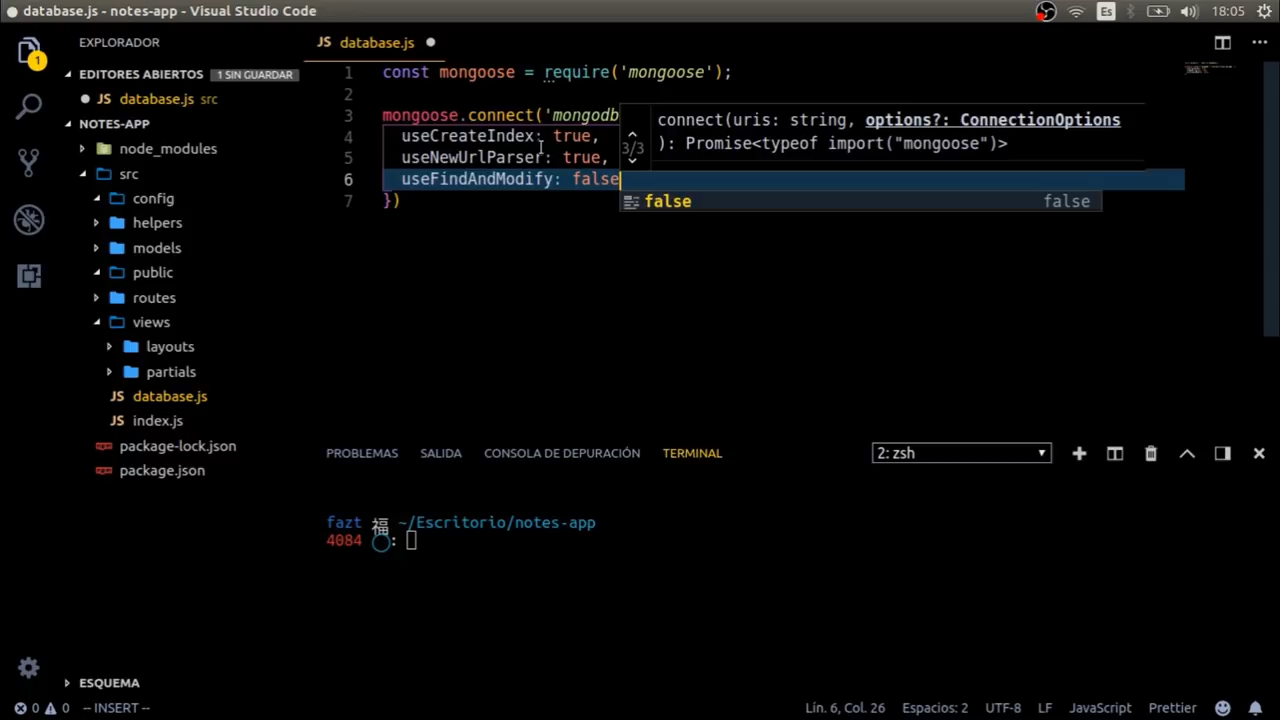 database.js - notes-app - Visual Studio Code
Es
18:05
1
EXPLORADOR
EDITORES ABIERTOS 1 SIN GUARDAR
database.js src
NOTES-APP
node_modules
src
config
helpers
models
public
routes
views
layouts
partials
JS database.js
JS index.js
package-lock.json
package.json
ESQUEMA
JS database.js
1 const mongoose = require('mongoose');
2
3 mongoose.connect('mongodb
4 useCreateIndex: true,
5 useNewUrlParser: true,
6 useFindAndModify: false
7 })
connect(uris: string, options?: ConnectionOptions
3/3 ): Promise<typeof import("mongoose")>
false false
PROBLEMAS SALIDA CONSOLA DE DEPURACIÓN TERMINAL 2: zsh
fazt 福 ~/Escritorio/notes-app
4084 :
0 0 -- INSERT -- Lín. 6, Col. 26 Espacios: 2 UTF-8 LF JavaScript Prettier